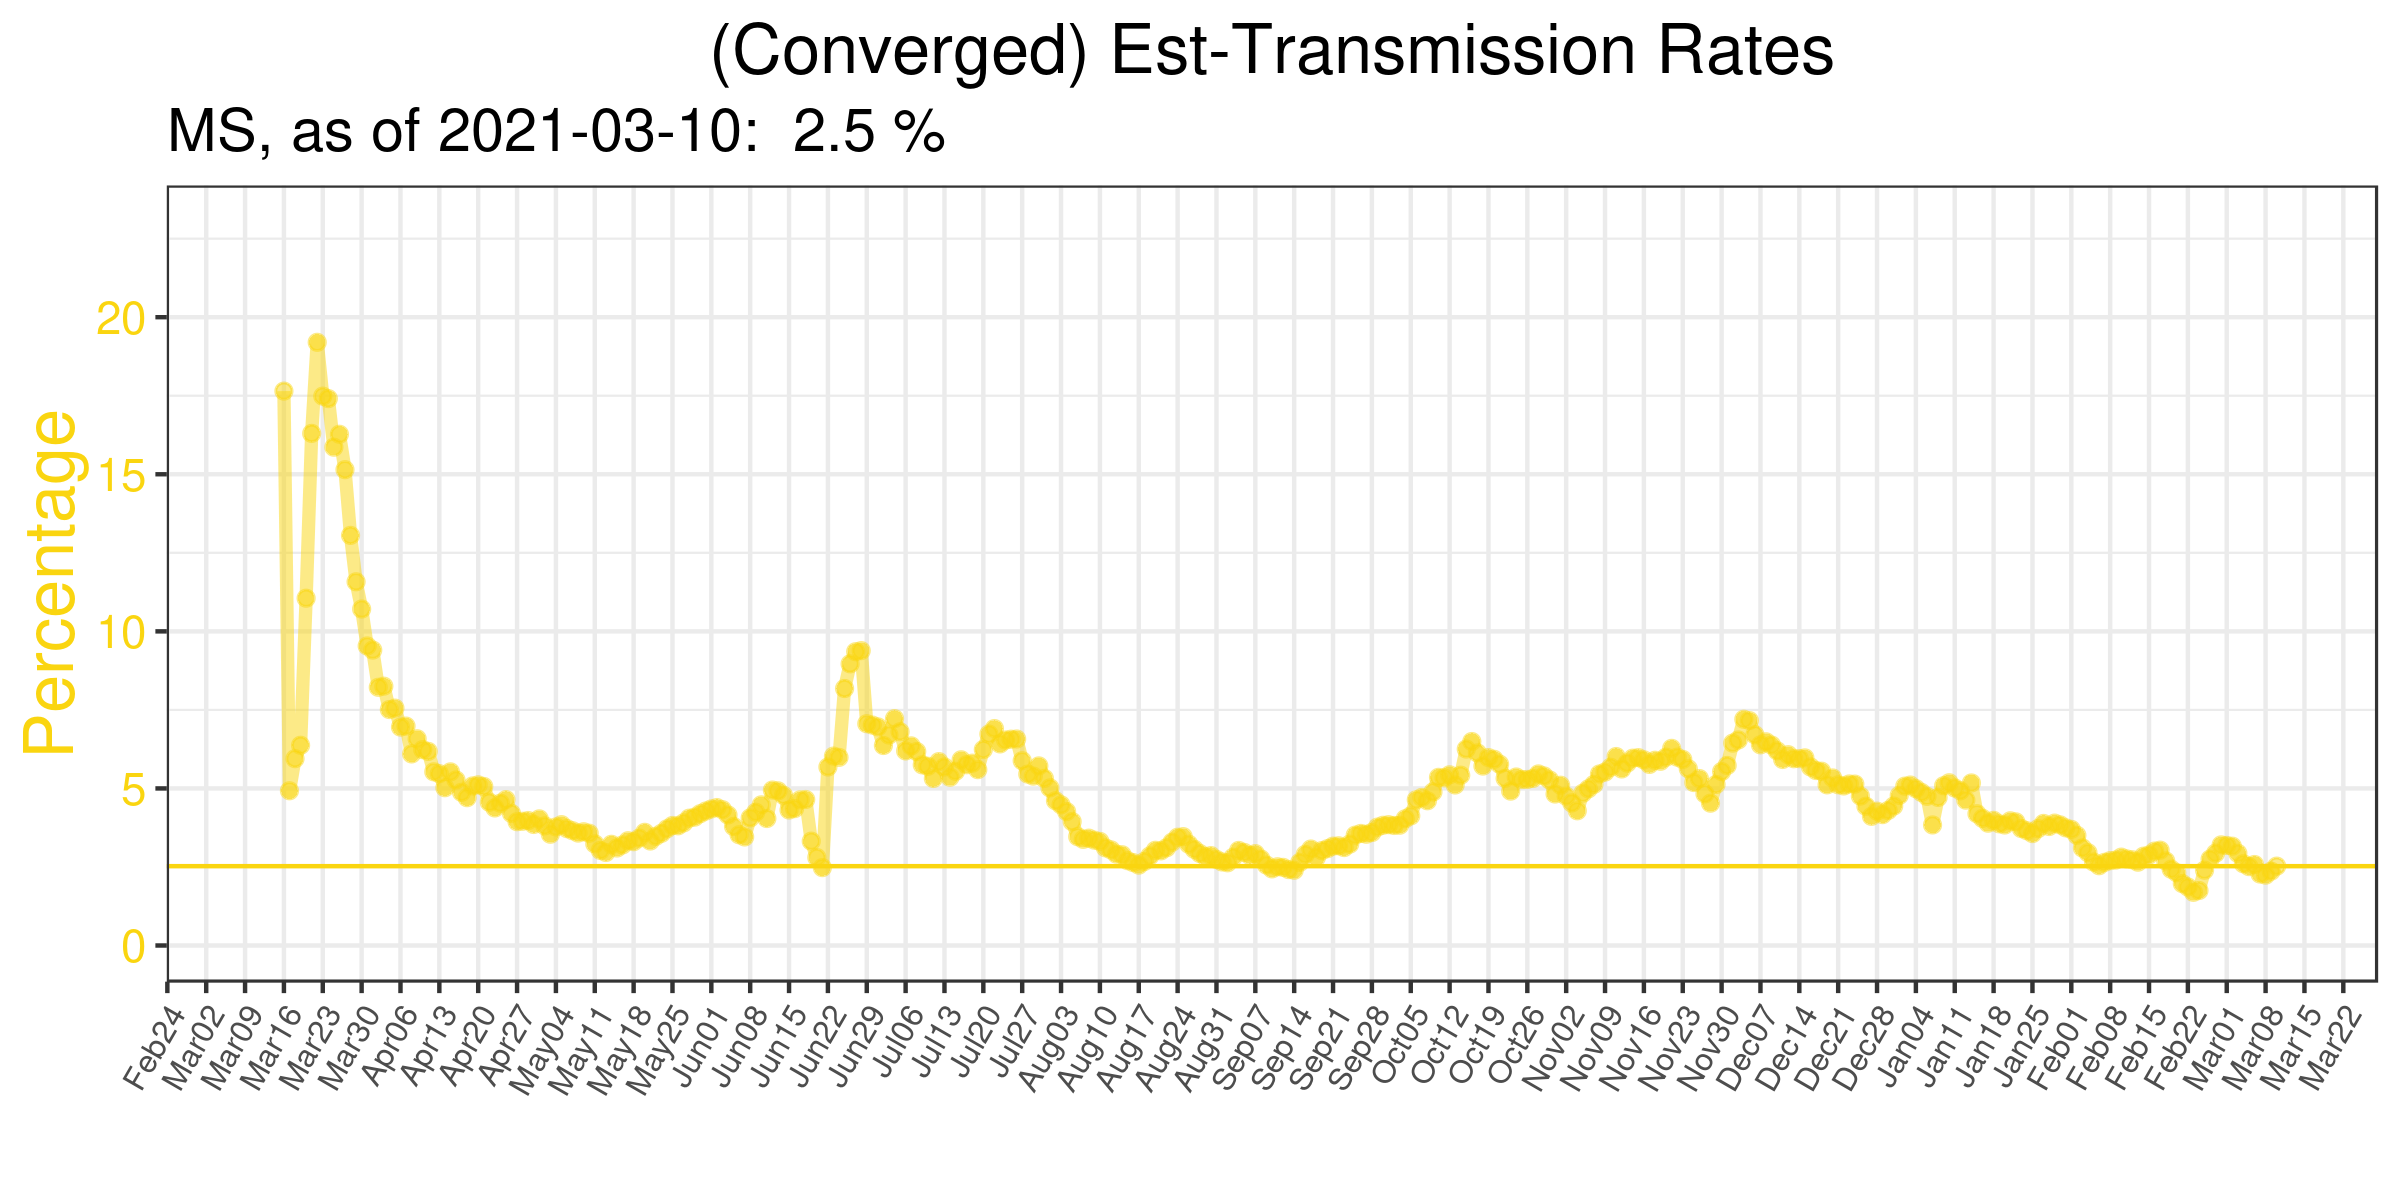 (Converged) Est-Transmission Rates
MS, as of 2021-03-10:  2.5 %
Percentage
20
15
10
5
0
Feb24
Mar02
Mar09
Mar16
Mar23
Mar30
Apr06
Apr13
Apr20
Apr27
May04
May11
May18
May25
Jun01
Jun08
Jun15
Jun22
Jun29
Jul06
Jul13
Jul20
Jul27
Aug03
Aug10
Aug17
Aug24
Aug31
Sep07
Sep14
Sep21
Sep28
Oct05
Oct12
Oct19
Oct26
Nov02
Nov09
Nov16
Nov23
Nov30
Dec07
Dec14
Dec21
Dec28
Jan04
Jan11
Jan18
Jan25
Feb01
Feb08
Feb15
Feb22
Mar01
Mar08
Mar15
Mar22